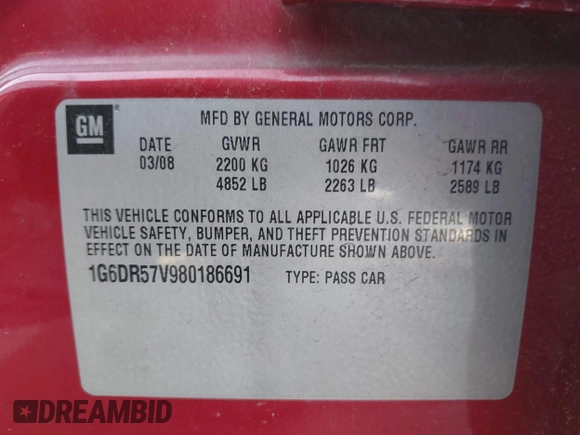 GM
MFD BY GENERAL MOTORS CORP.
DATE GVWR GAWR FRT GAWR RR
03/08 2200 KG 1026 KG 1174 KG
4852 LB 2263 LB 2589 LB
THIS VEHICLE CONFORMS TO ALL APPLICABLE U.S. FEDERAL MOTOR
VEHICLE SAFETY, BUMPER, AND THEFT PREVENTION STANDARDS IN
EFFECT ON THE DATE OF MANUFACTURE SHOWN ABOVE.
1G6DR57V980186691 TYPE: PASS CAR
DREAMBID